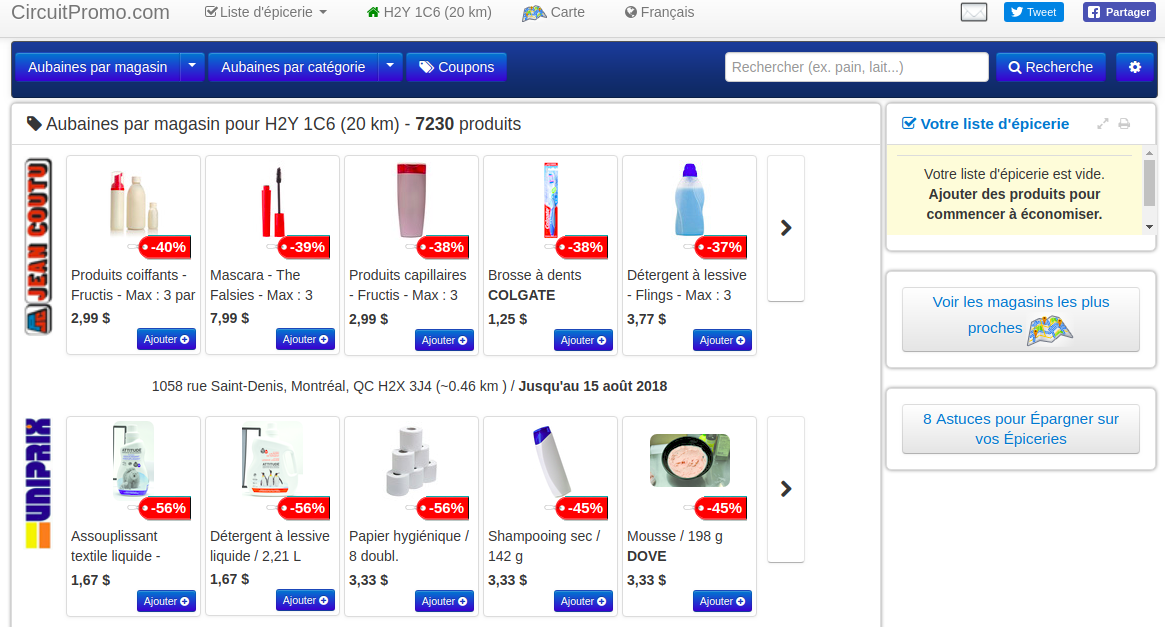 CircuitPromo.com
Liste d'épicerie
H2Y 1C6 (20 km)
Carte
Français
Tweet
Partager
Aubaines par magasin
Aubaines par catégorie
Coupons
Rechercher (ex. pain, lait...)
Recherche
Aubaines par magasin pour H2Y 1C6 (20 km) - 7230 produits
JEAN COUTU
-40%
-39%
-38%
-38%
-37%
Produits coiffants -
Fructis - Max : 3 par
2,99 $
Ajouter
Mascara - The
Falsies - Max : 3
7,99 $
Ajouter
Produits capillaires
- Fructis - Max : 3
2,99 $
Ajouter
Brosse à dents
COLGATE
1,25 $
Ajouter
Détergent à lessive
- Flings - Max : 3
3,77 $
Ajouter
1058 rue Saint-Denis, Montréal, QC H2X 3J4 (~0.46 km ) / Jusqu'au 15 août 2018
UNIPRIX
-56%
-56%
-56%
-45%
-45%
Assouplissant
textile liquide -
1,67 $
Ajouter
Détergent à lessive
liquide / 2,21 L
1,67 $
Ajouter
Papier hygiénique /
8 doubl.
3,33 $
Ajouter
Shampooing sec /
142 g
3,33 $
Ajouter
Mousse / 198 g
DOVE
3,33 $
Ajouter
Votre liste d'épicerie
Votre liste d'épicerie est vide.
Ajouter des produits pour
commencer à économiser.
Voir les magasins les plus
proches
8 Astuces pour Épargner sur
vos Épiceries